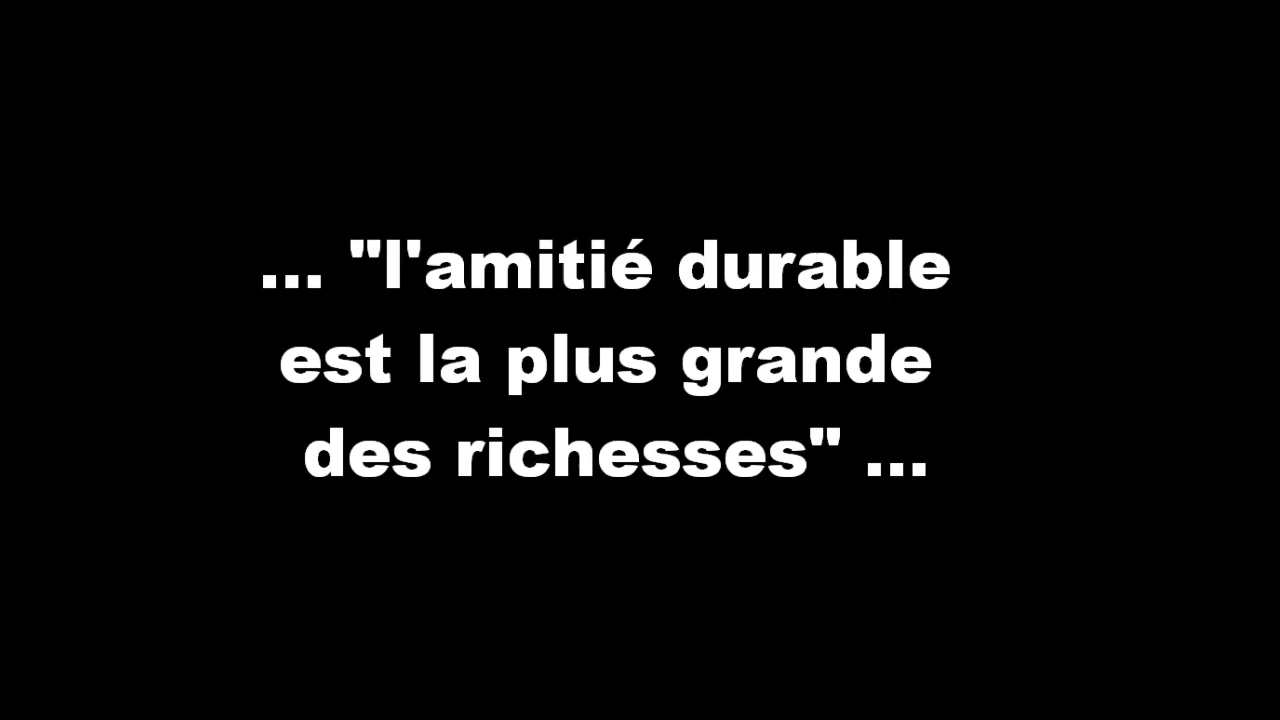 ... "l'amitié durable
est la plus grande
des richesses" ...